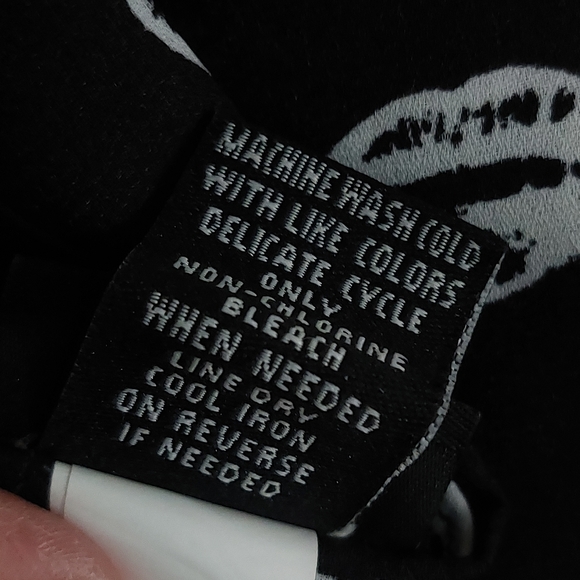 MACHINE WASH COLD
WITH LIKE COLORS
DELICATE CYCLE
ONLY
NON-CHLORINE
BLEACH
WHEN NEEDED
LINE DRY
COOL IRON
ON REVERSE
IF NEEDED